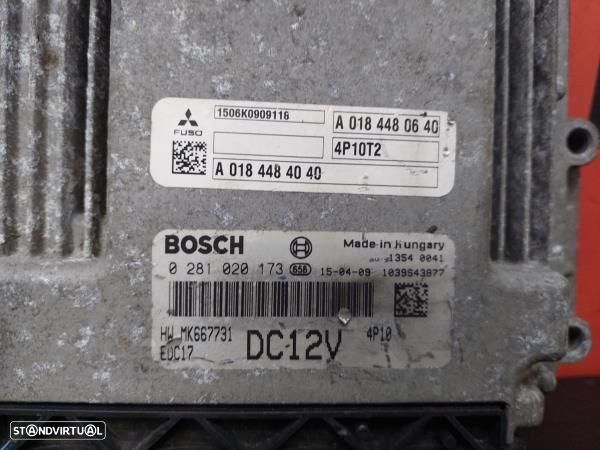 1506K0909116
A 018 448 06 40
FUSO
4P10T2
A 018 448 40 40
BOSCH
Made in Hungary
1354 0041
0 281 020 173 656 15-04-09 1039S43877
HW MK667731
EDC17
DC12V
4P10
STANDVIRTUAL